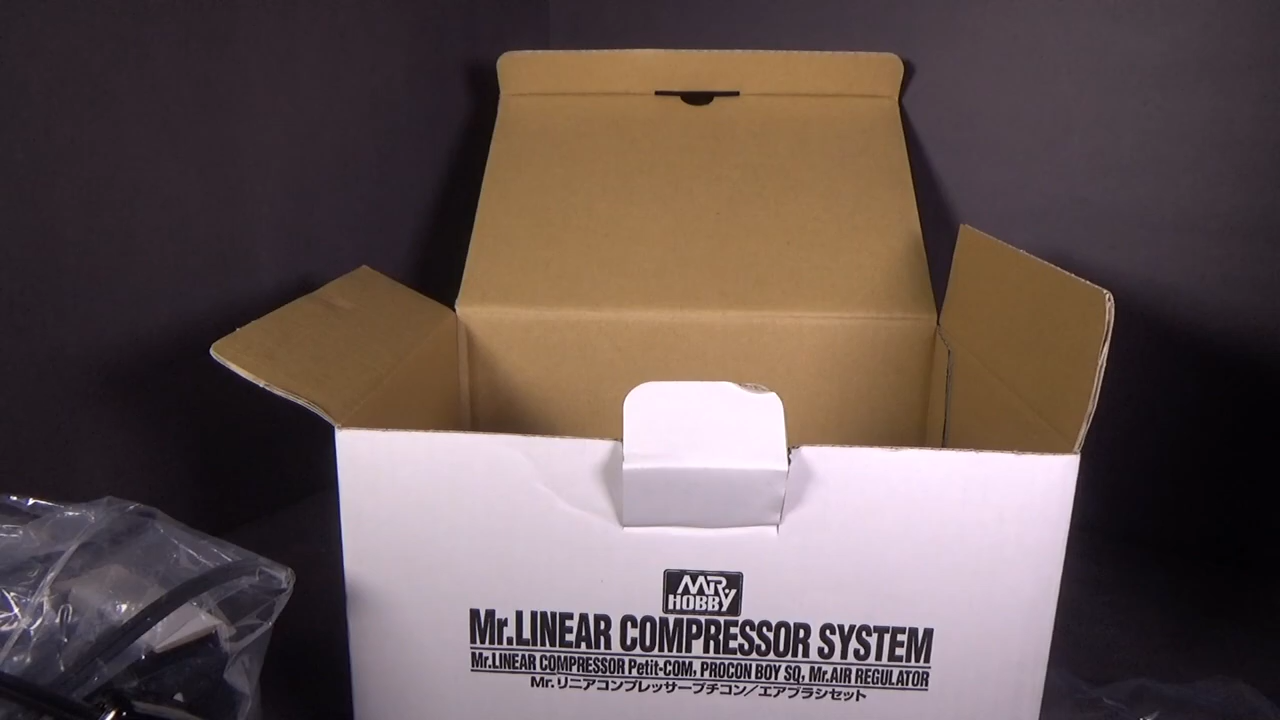 MR HOBBY
Mr.LINEAR COMPRESSOR SYSTEM
Mr.LINEAR COMPRESSOR Petit-COM, PROCON BOY SQ, Mr.AIR REGULATOR
Mr.リニアコンプレッサープチコン／エアブラシセット